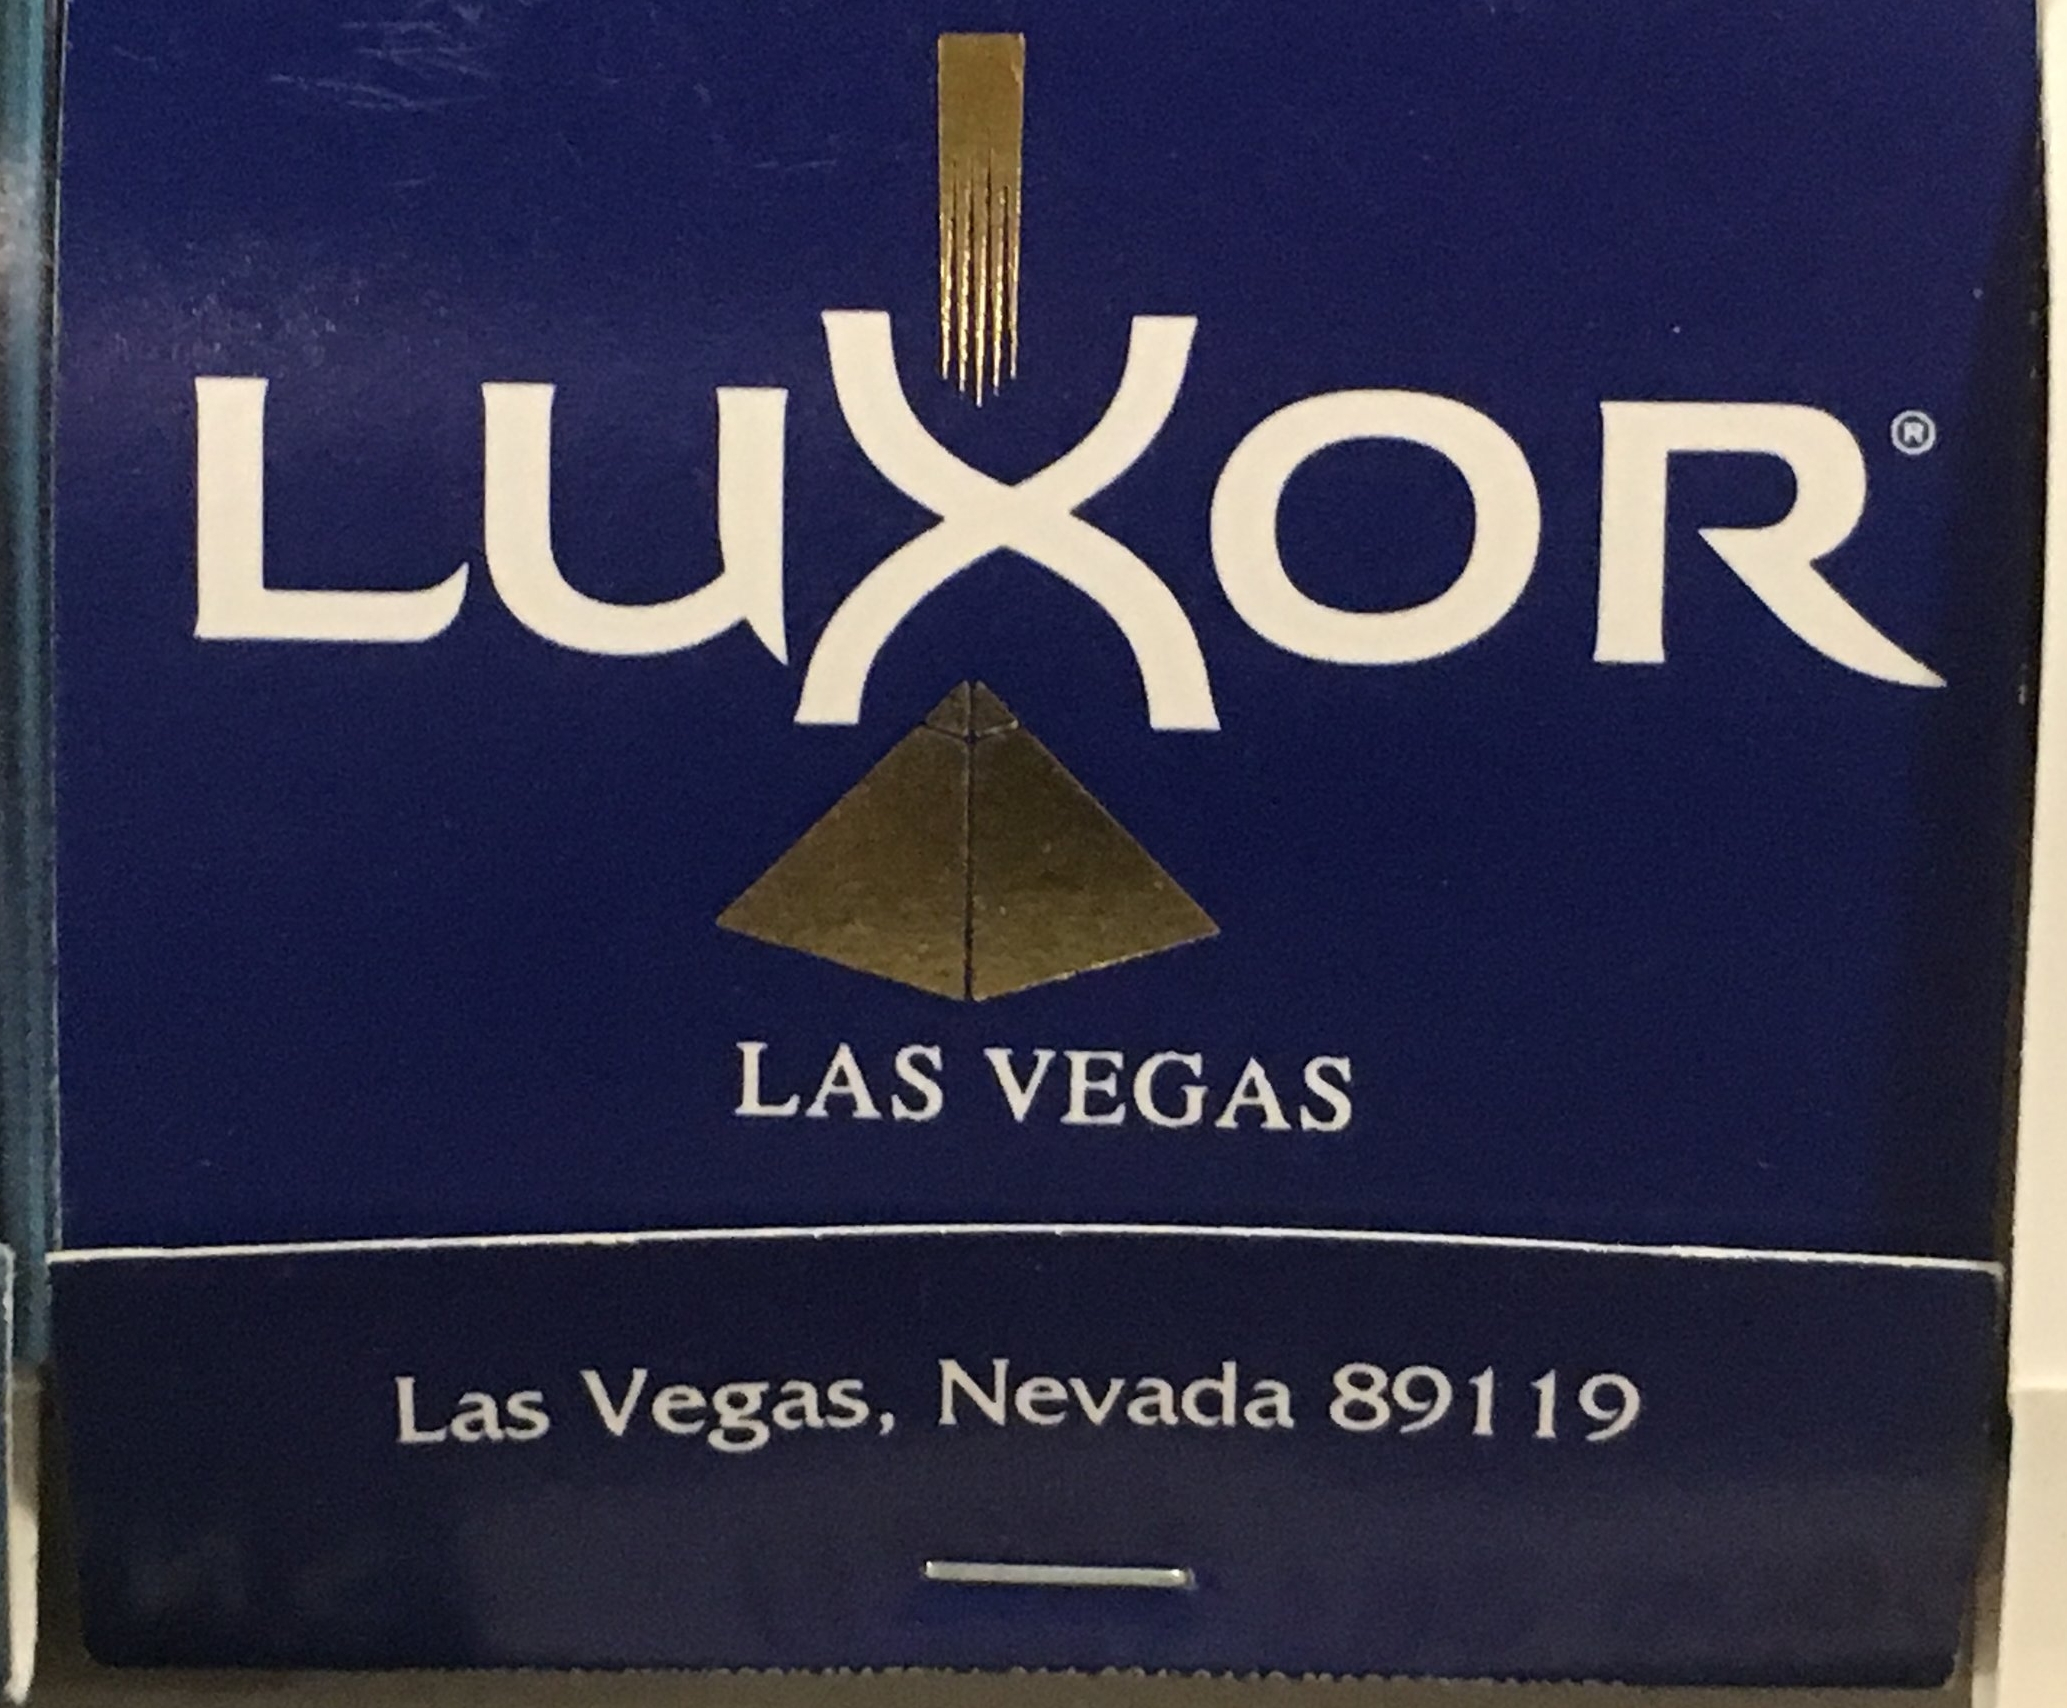 LUXOR®
LAS VEGAS
Las Vegas, Nevada 89119